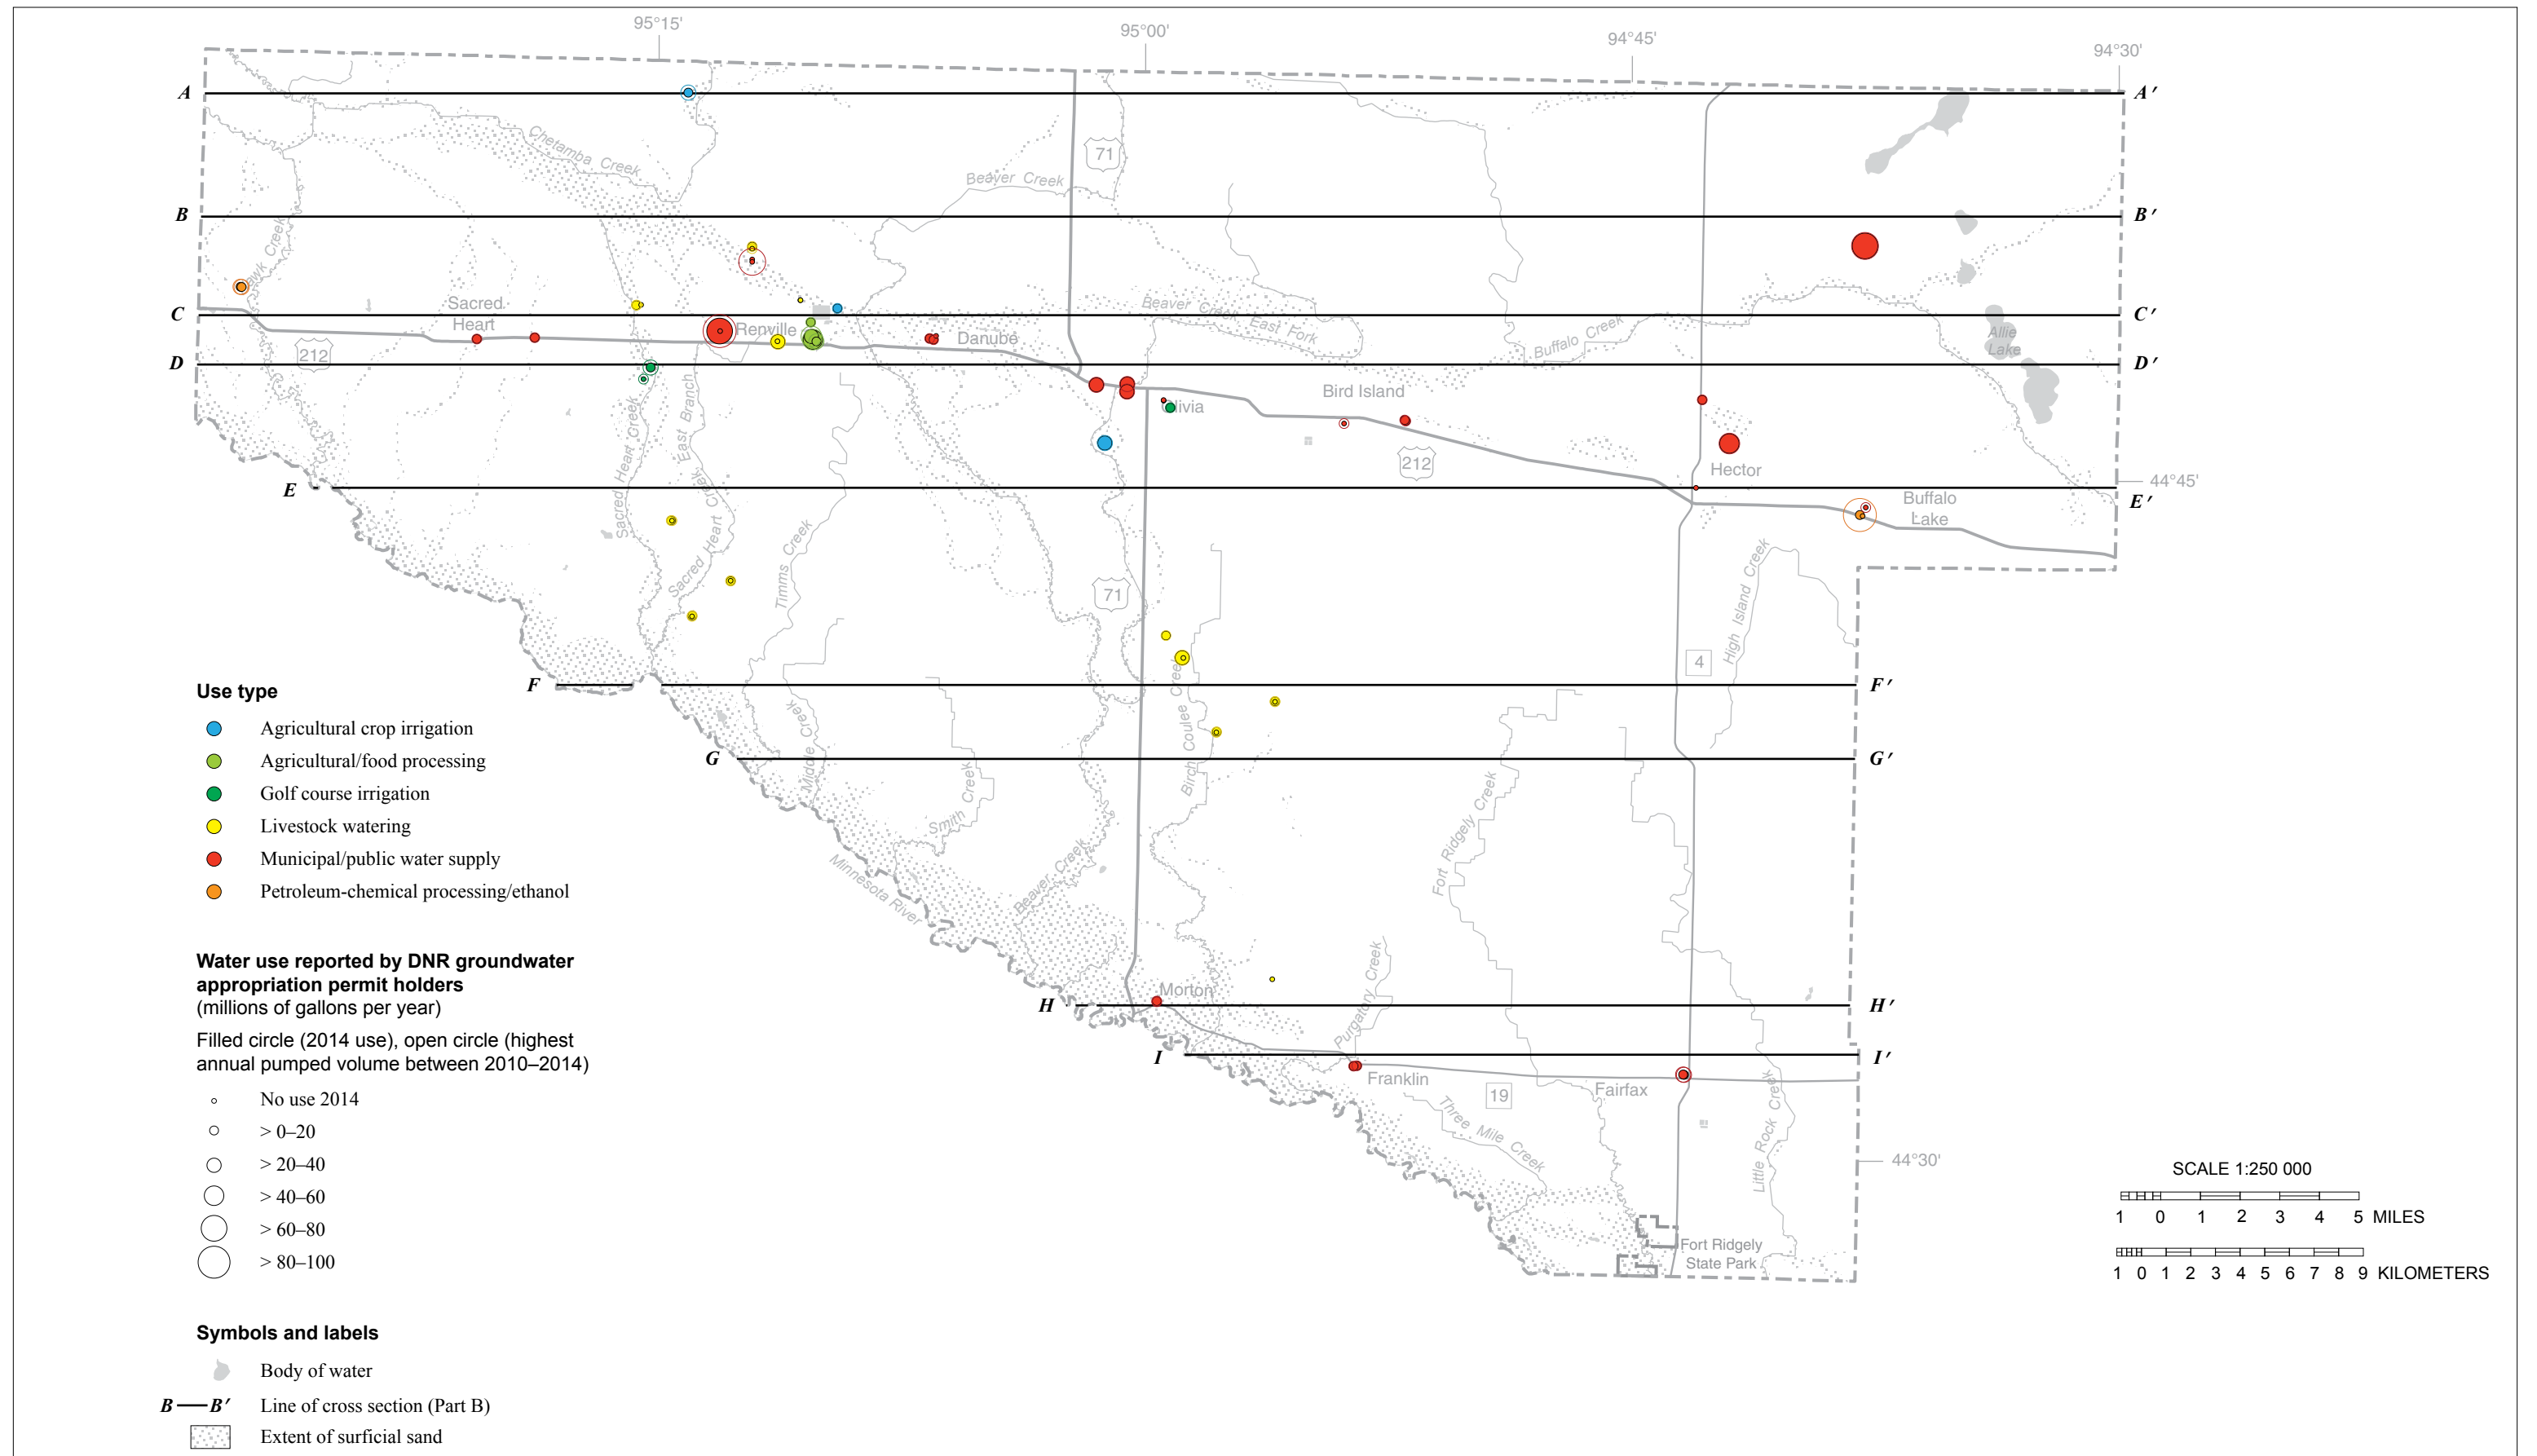 95°15'
95°00'
94°45'
94°30'
A
A′
Chetamba Creek
71
Beaver Creek
B
B′
Hawk Creek
Sacred
Heart
C
C′
Renville
Beaver Creek East Fork
Buffalo Creek
Allie
Lake
212
Danube
D
D′
East Branch
Sacred Heart Creek
Sacred Heart Creek
Olivia
Bird Island
212
Hector
44°45'
E
E′
Buffalo
Lake
Timms Creek
71
High Island Creek
4
F
F′
Birch Coulee Creek
Middle Creek
G
G′
Smith Creek
Fort Ridgely Creek
Minnesota River
Beaver Creek
Purgatory Creek
Morton
H
H′
I
I′
Franklin
19
Fairfax
Three Mile Creek
Little Rock Creek
44°30'
Fort Ridgely
State Park
Use type
Agricultural crop irrigation
Agricultural/food processing
Golf course irrigation
Livestock watering
Municipal/public water supply
Petroleum-chemical processing/ethanol
Water use reported by DNR groundwater
appropriation permit holders
(millions of gallons per year)
Filled circle (2014 use), open circle (highest
annual pumped volume between 2010–2014)
No use 2014
> 0–20
> 20–40
> 40–60
> 60–80
> 80–100
Symbols and labels
Body of water
B B′ Line of cross section (Part B)
Extent of surficial sand
SCALE 1:250 000
1 0 1 2 3 4 5 MILES
1 0 1 2 3 4 5 6 7 8 9 KILOMETERS